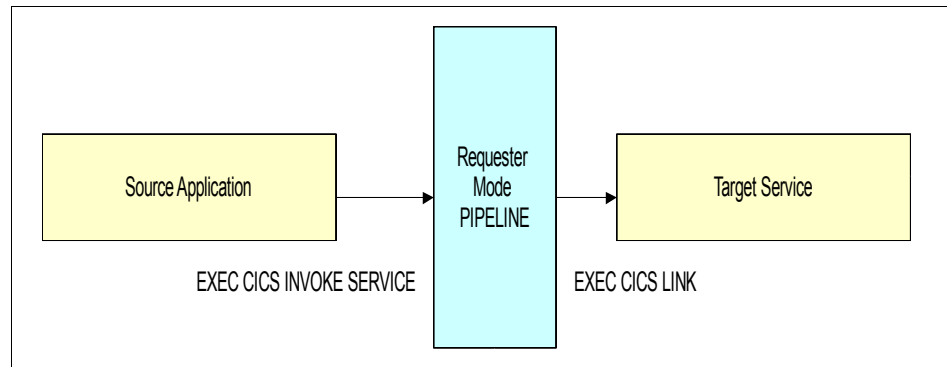 Source Application
Requester
Mode
PIPELINE
Target Service
EXEC CICS INVOKE SERVICE
EXEC CICS LINK